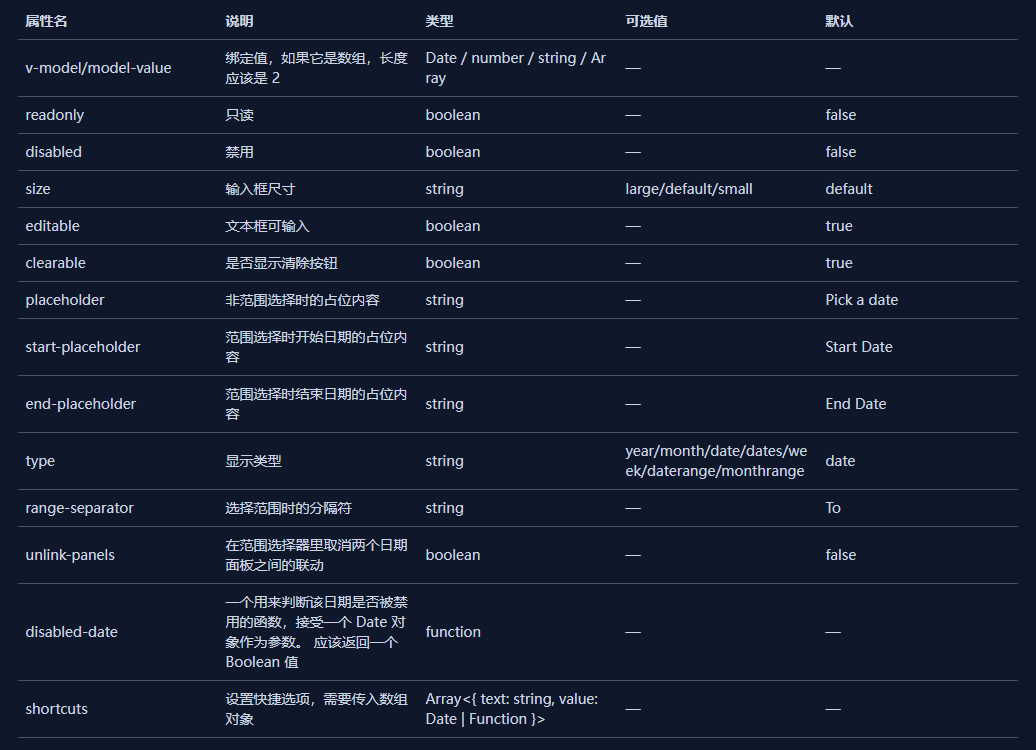 属性名 说明 类型 可选值 默认
v-model/model-value 绑定值，如果它是数组，长度 Date / number / string / Ar — —
应该是 2 ray
readonly 只读 boolean — false
disabled 禁用 boolean — false
size 输入框尺寸 string large/default/small default
editable 文本框可输入 boolean — true
clearable 是否显示清除按钮 boolean — true
placeholder 非范围选择时的占位内容 string — Pick a date
start-placeholder 范围选择时开始日期的占位内 string — Start Date
容
end-placeholder 范围选择时结束日期的占位内 string — End Date
容
type 显示类型 string year/month/date/dates/we date
ek/daterange/monthrange
range-separator 选择范围时的分隔符 string — To
unlink-panels 在范围选择器里取消两个日期 boolean — false
面板之间的联动
disabled-date 一个用来判断该日期是否被禁 function — —
用的函数，接受一个 Date 对
象作为参数。 应该返回一个
Boolean 值
shortcuts 设置快捷选项，需要传入数组 Array<{ text: string, value: — —
对象 Date | Function }>